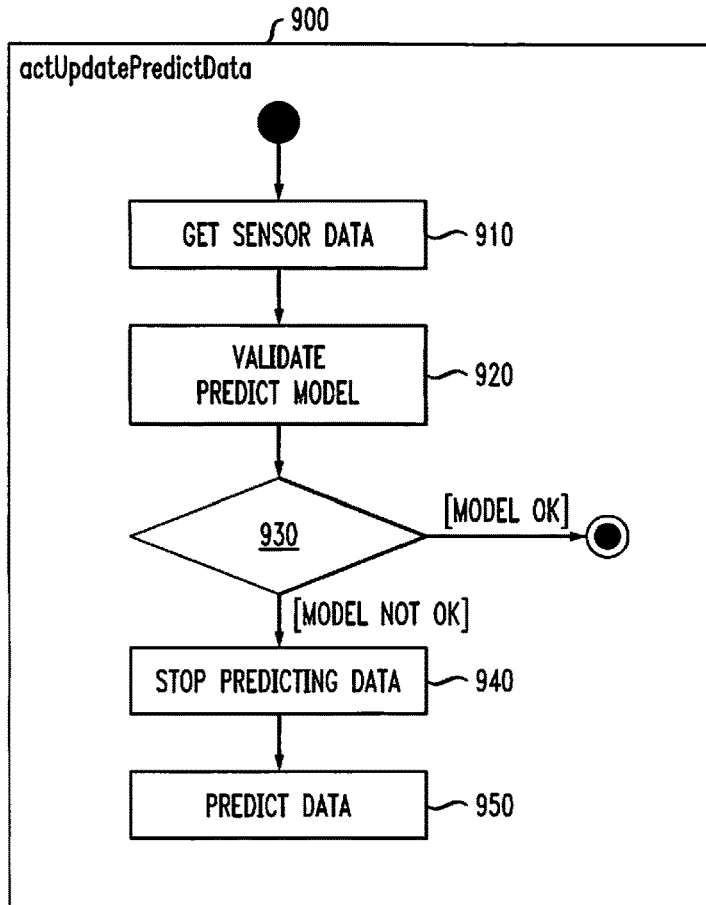 900
actUpdatePredictData
GET SENSOR DATA
910
VALIDATE
PREDICT MODEL
920
930
[MODEL OK]
[MODEL NOT OK]
STOP PREDICTING DATA
940
PREDICT DATA
950